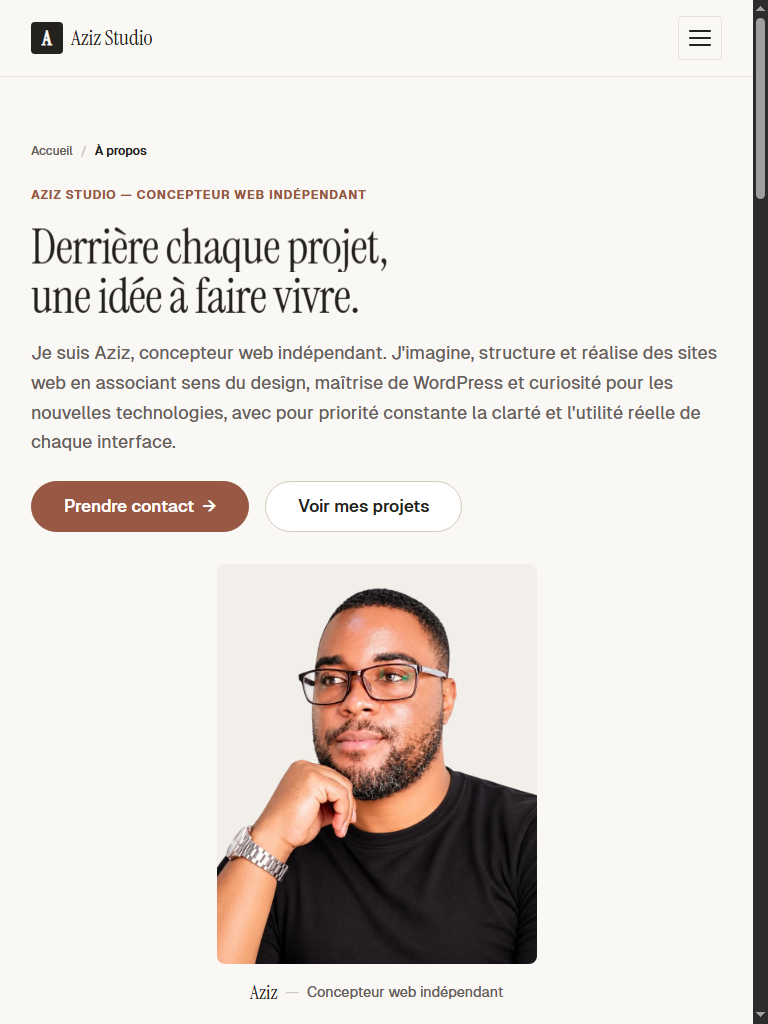 A Aziz Studio
Accueil / À propos
AZIZ STUDIO — CONCEPTEUR WEB INDÉPENDANT
Derrière chaque projet,
une idée à faire vivre.
Je suis Aziz, concepteur web indépendant. J'imagine, structure et réalise des sites
web en associant sens du design, maîtrise de WordPress et curiosité pour les
nouvelles technologies, avec pour priorité constante la clarté et l'utilité réelle de
chaque interface.
Prendre contact →
Voir mes projets
Aziz — Concepteur web indépendant